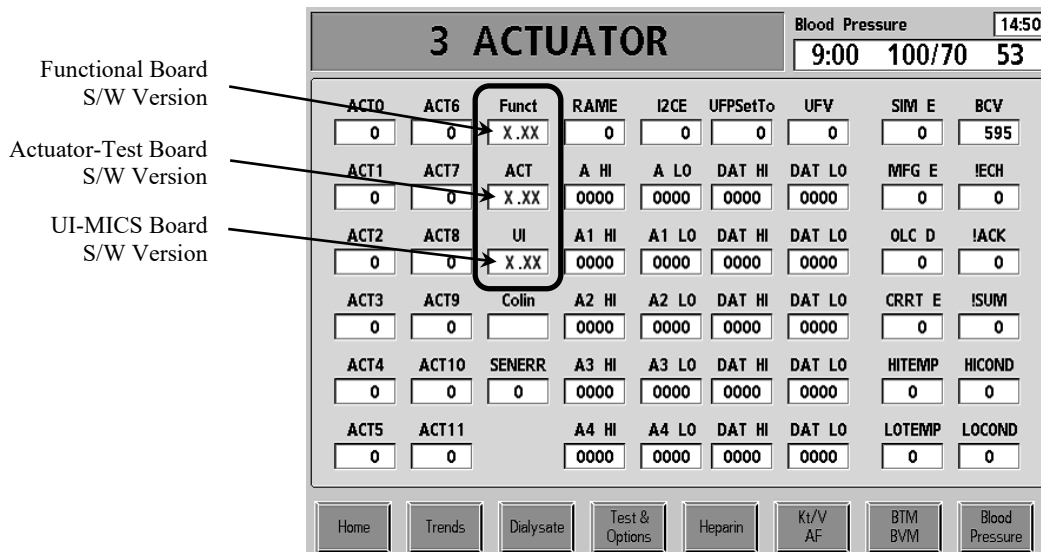 3 ACTUATOR
Blood Pressure 14:50
9:00 100/70 53
Functional Board
S/W Version
Actuator-Test Board
S/W Version
UI-MICS Board
S/W Version
ACT0 ACT6 Funct RAME I2CE UFPSetTo UFV SIM E BCV
0 0 X.XX 0 0 0 0 0 595
ACT1 ACT7 ACT A HI A LO DAT HI DAT LO MFG E !ECH
0 0 X.XX 0000 0000 0000 0000 0 0
ACT2 ACT8 UI A1 HI A1 LO DAT HI DAT LO OLC D !ACK
0 0 X.XX 0000 0000 0000 0000 0 0
ACT3 ACT9 Colin A2 HI A2 LO DAT HI DAT LO CRRT E !SUM
0 0 0000 0000 0000 0000 0 0
ACT4 ACT10 SENERR A3 HI A3 LO DAT HI DAT LO HITEMP HICOND
0 0 0 0000 0000 0000 0000 0 0
ACT5 ACT11 A4 HI A4 LO DAT HI DAT LO LOTEMP LOCOND
0 0 0000 0000 0000 0000 0 0
Home Trends Dialysate Test & Options Heparin Kt/V AF BTM BVM Blood Pressure